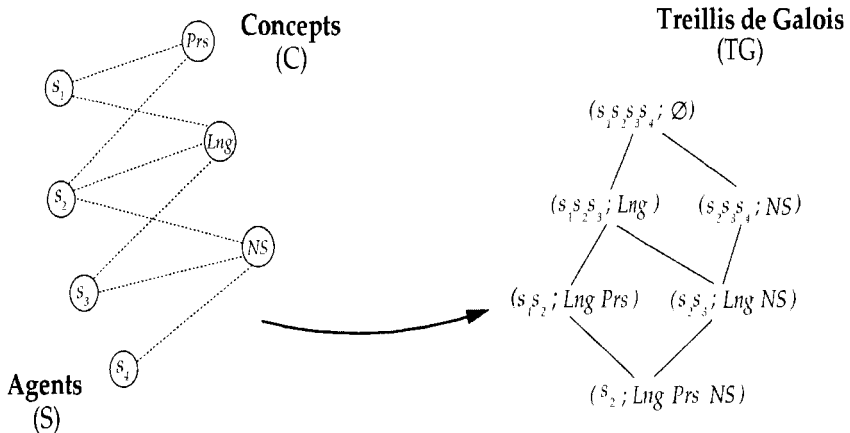 Concepts
(C)
Prs
s₁
Lng
s₂
NS
s₃
s₄
Agents
(S)
Treillis de Galois
(TG)
(s₁s₂s₃s₄; Ø)
(s₁s₂s₃; Lng)
(s₂s₃s₄; NS)
(s₁s₂; Lng Prs)
(s₂s₃; Lng NS)
(s₂; Lng Prs NS)